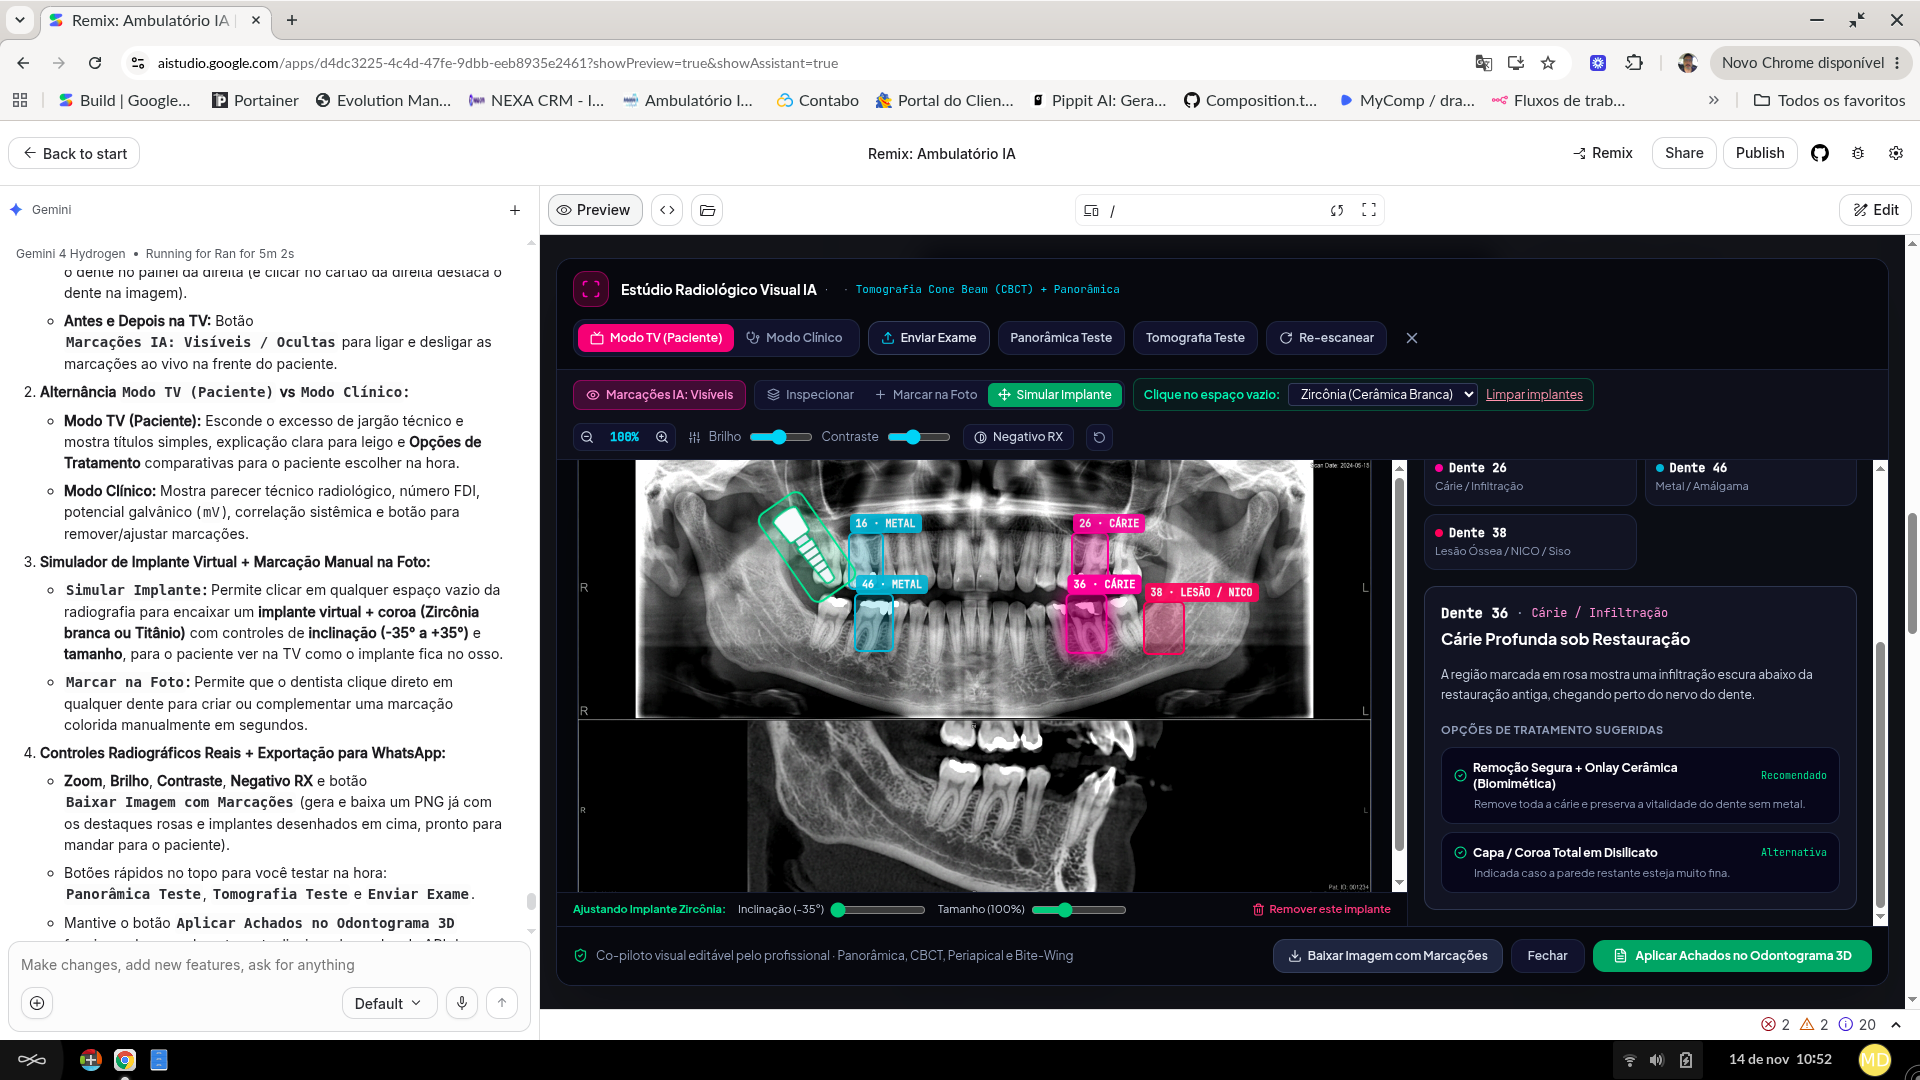 Remix: Ambulatório IA
aistudio.google.com/apps/d4dc3225-4c4d-47fe-9dbb-eeb8935e2461?showPreview=true&showAssistant=true
Novo Chrome disponível
Build | Google...
Portainer
Evolution Man...
NEXA CRM - I...
Ambulatório I...
Contabo
Portal do Clien...
Pippit AI: Gera...
Composition.t...
MyComp / dra...
Fluxos de trab...
Todos os favoritos
Back to start
Remix: Ambulatório IA
Remix
Share
Publish
Gemini
Preview
/
Edit
Gemini 4 Hydrogen • Running for Ran for 5m 2s
o dente no painel da direita (e clicar no cartão da direita destaca o
dente na imagem).
Antes e Depois na TV: Botão
Marcações IA: Visíveis / Ocultas para ligar e desligar as
marcações ao vivo na frente do paciente.
2. Alternância Modo TV (Paciente) vs Modo Clínico:
Modo TV (Paciente): Esconde o excesso de jargão técnico e
mostra títulos simples, explicação clara para leigo e Opções de
Tratamento comparativas para o paciente escolher na hora.
Modo Clínico: Mostra parecer técnico radiológico, número FDI,
potencial galvânico (mV), correlação sistêmica e botão para
remover/ajustar marcações.
3. Simulador de Implante Virtual + Marcação Manual na Foto:
Simular Implante: Permite clicar em qualquer espaço vazio da
radiografia para encaixar um implante virtual + coroa (Zircônia
branca ou Titânio) com controles de inclinação (-35° a +35°) e
tamanho, para o paciente ver na TV como o implante fica no osso.
Marcar na Foto: Permite que o dentista clique direto em
qualquer dente para criar ou complementar uma marcação
colorida manualmente em segundos.
4. Controles Radiográficos Reais + Exportação para WhatsApp:
Zoom, Brilho, Contraste, Negativo RX e botão
Baixar Imagem com Marcações (gera e baixa um PNG já com
os destaques rosas e implantes desenhados em cima, pronto para
mandar para o paciente).
Botões rápidos no topo para você testar na hora:
Panorâmica Teste, Tomografia Teste e Enviar Exame.
Mantive o botão Aplicar Achados no Odontograma 3D
Make changes, add new features, ask for anything
Default
Estúdio Radiológico Visual IA · · Tomografia Cone Beam (CBCT) + Panorâmica
Modo TV (Paciente)
Modo Clínico
Enviar Exame
Panorâmica Teste
Tomografia Teste
Re-escanear
Marcações IA: Visíveis
Inspecionar
Marcar na Foto
Simular Implante
Clique no espaço vazio:
Zircônia (Cerâmica Branca)
Limpar implantes
100%
Brilho
Contraste
Negativo RX
Scan Date: 2024-05-15
16 · METAL
26 · CÁRIE
46 · METAL
36 · CÁRIE
38 · LESÃO / NICO
R
L
R
L
R
L
Pat. ID: 001234
Dente 26
Cárie / Infiltração
Dente 46
Metal / Amálgama
Dente 38
Lesão Óssea / NICO / Siso
Dente 36 · Cárie / Infiltração
Cárie Profunda sob Restauração
A região marcada em rosa mostra uma infiltração escura abaixo da
restauração antiga, chegando perto do nervo do dente.
OPÇÕES DE TRATAMENTO SUGERIDAS
Remoção Segura + Onlay Cerâmica
(Biomimética)
Recomendado
Remove toda a cárie e preserva a vitalidade do dente sem metal.
Capa / Coroa Total em Disilicato
Alternativa
Indicada caso a parede restante esteja muito fina.
Ajustando Implante Zircônia:
Inclinação (-35°)
Tamanho (100%)
Remover este implante
Co-piloto visual editável pelo profissional · Panorâmica, CBCT, Periapical e Bite-Wing
Baixar Imagem com Marcações
Fechar
Aplicar Achados no Odontograma 3D
2
2
20
14 de nov 10:52
MD